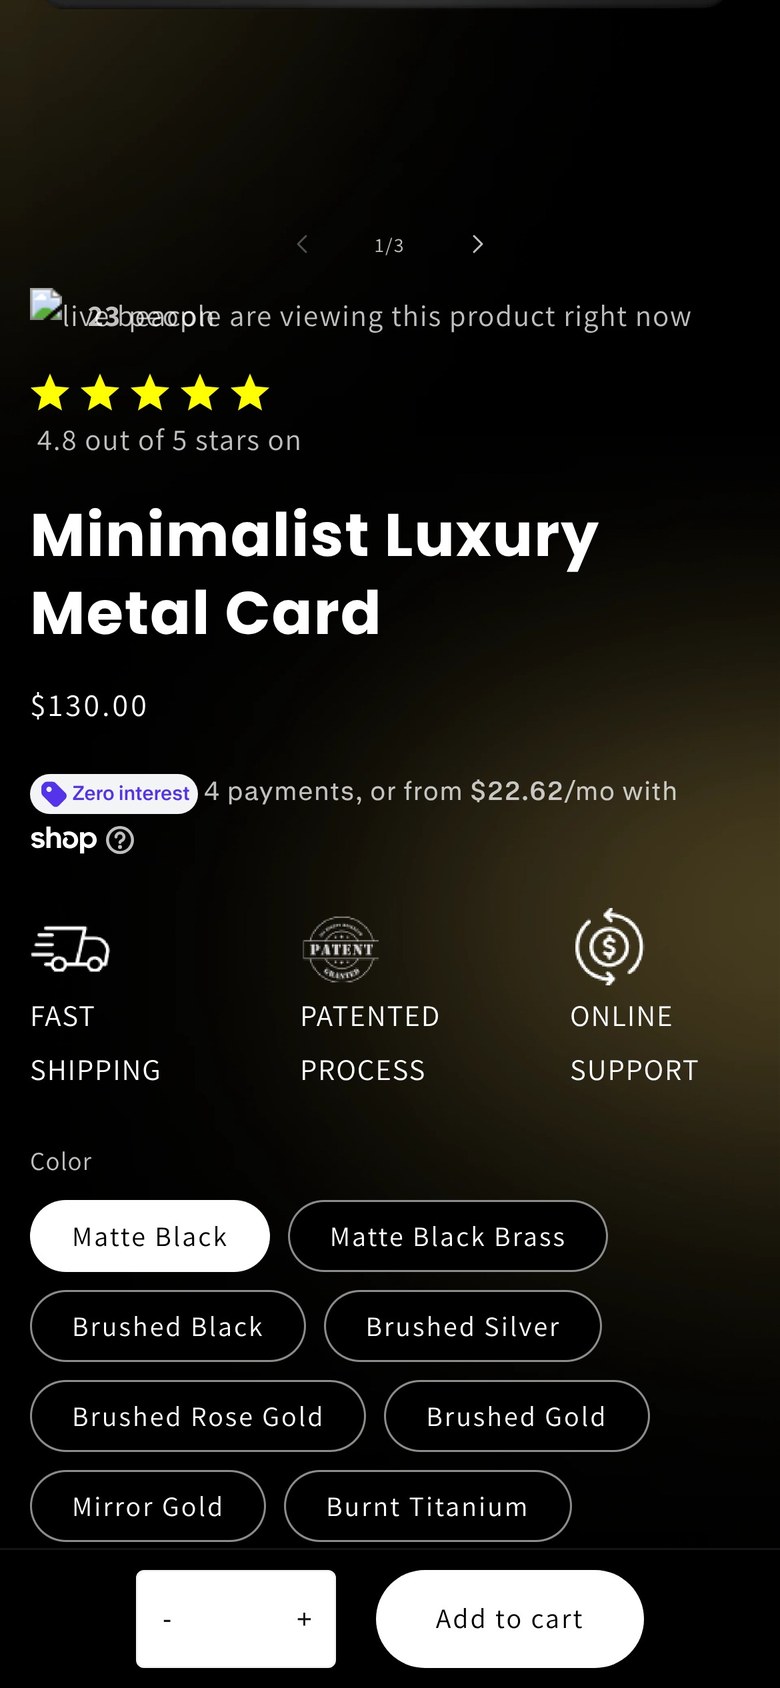 1/3
live beacon
23 people are viewing this product right now
4.8 out of 5 stars on
Minimalist Luxury
Metal Card
$130.00
Zero interest 4 payments, or from $22.62/mo with
shop ?
PATENT
GRANTED
FAST
SHIPPING
PATENTED
PROCESS
ONLINE
SUPPORT
Color
Matte Black Matte Black Brass
Brushed Black Brushed Silver
Brushed Rose Gold Brushed Gold
Mirror Gold Burnt Titanium
- + Add to cart